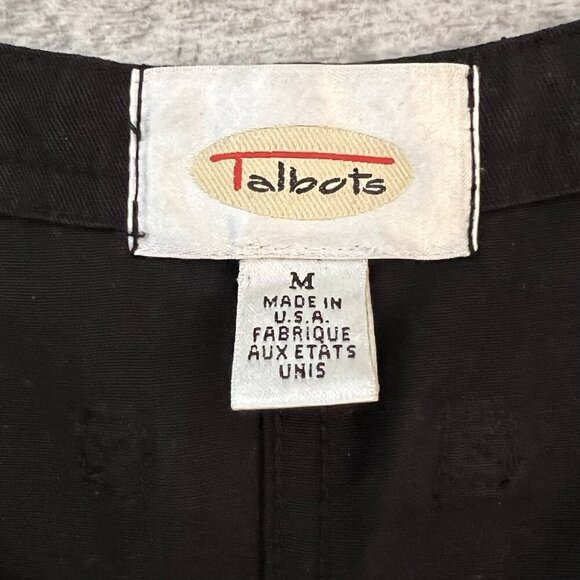 Talbots
M
MADE IN
U.S.A.
FABRIQUE
AUX ETATS
UNIS